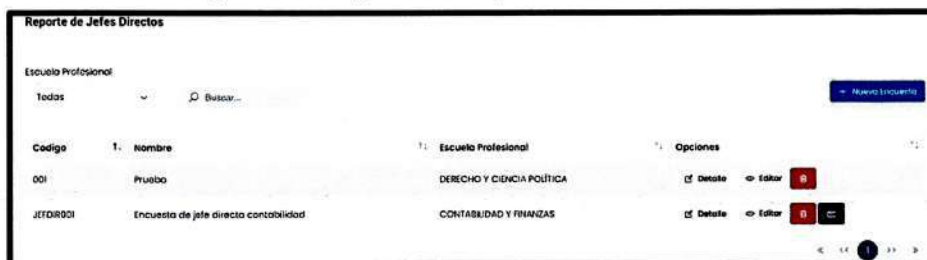 Reporte de Jefes Directos
Escuela Profesional
Todas Buscar...
+ Nueva Encuesta
Codigo Nombre Escuela Profesional Opciones
001 Prueba DERECHO Y CIENCIA POLÍTICA Detalle Editar
JEFDIR001 Encuesta de jefe directo contabilidad CONTABILIDAD Y FINANZAS Detalle Editar
« ‹‹ 1 ›› »